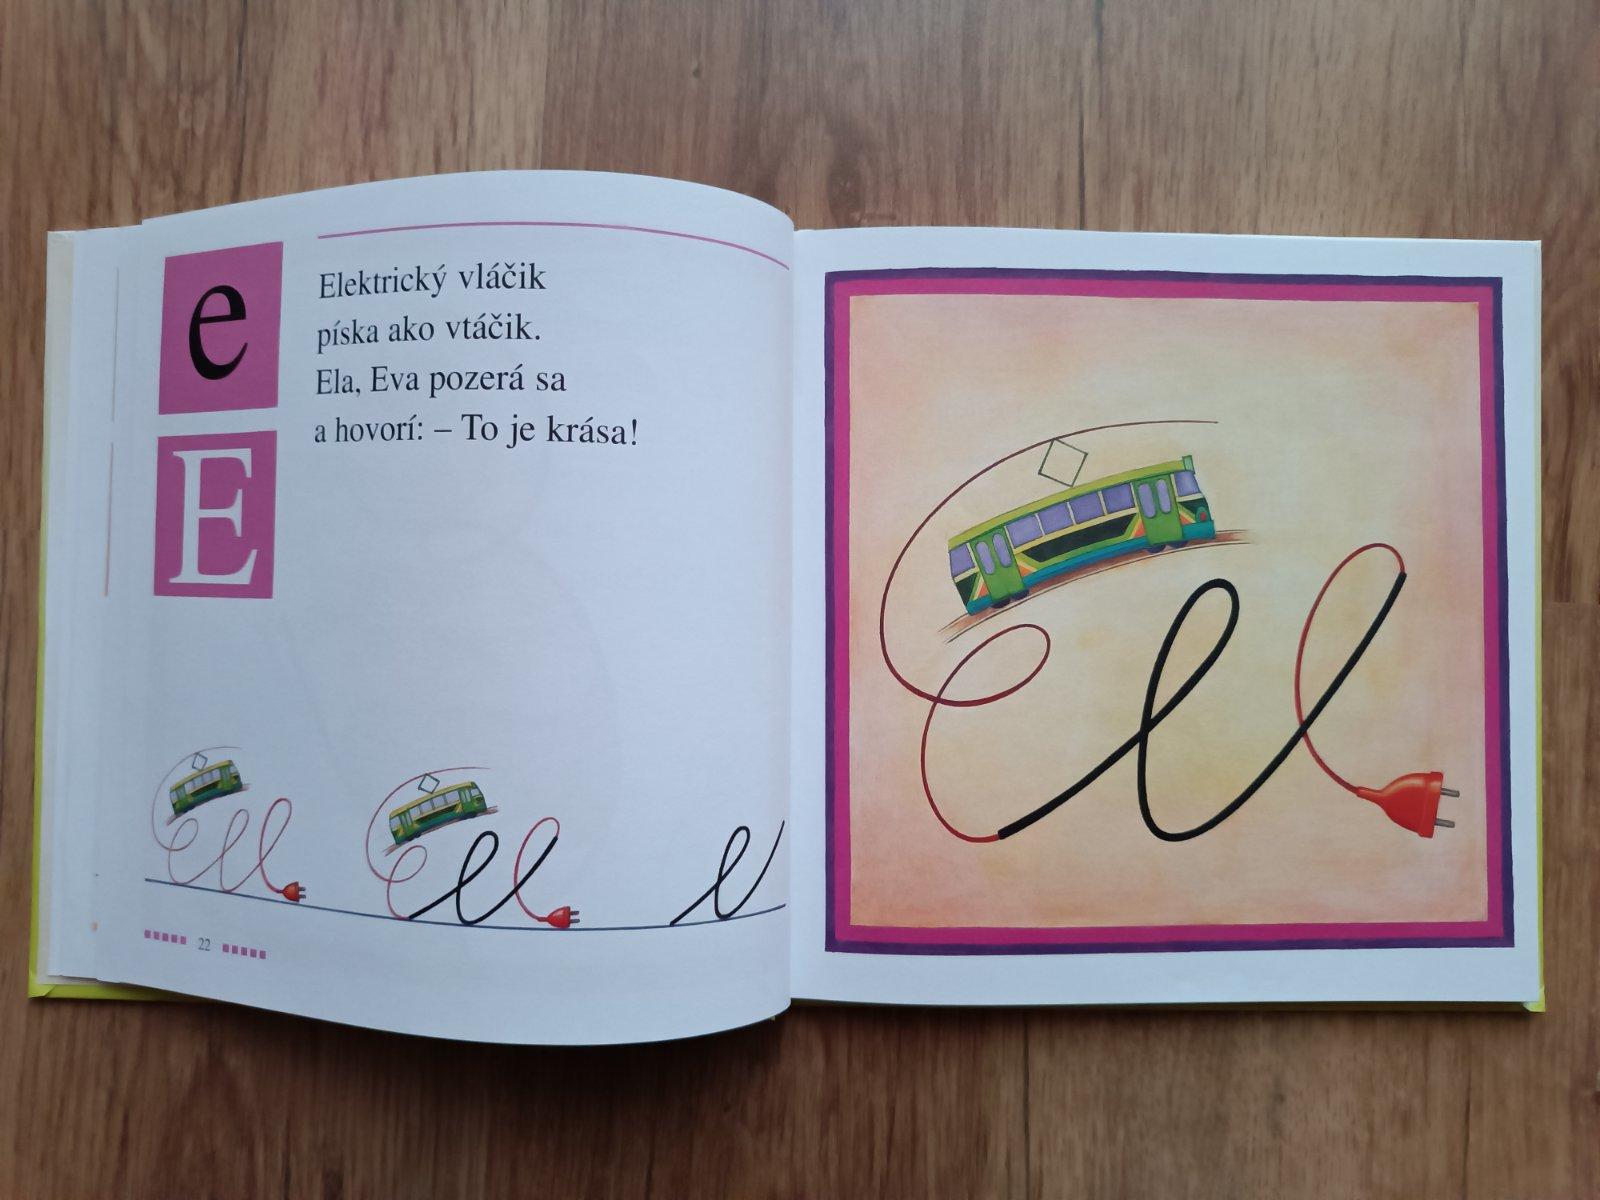 e
E
Elektrický vláčik
píska ako vtáčik.
Ela, Eva pozerá sa
a hovorí: – To je krása!
22